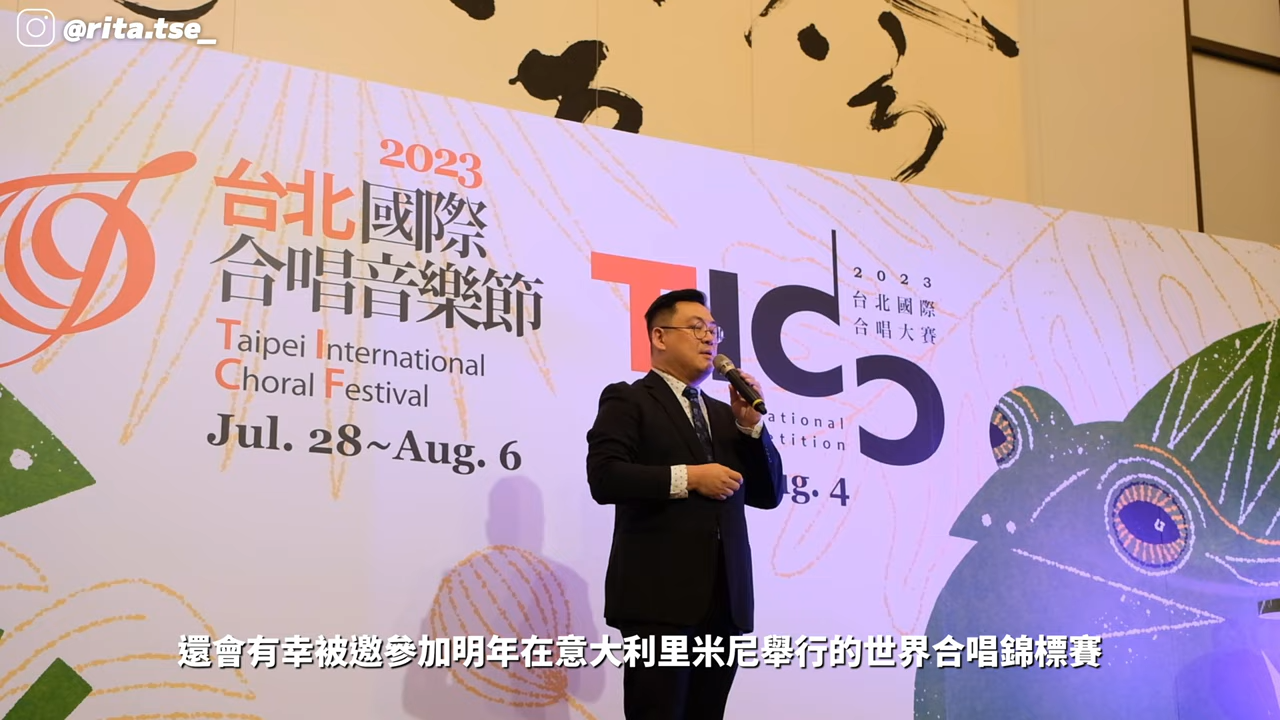 @rita.tse_
2023
台北國際
合唱音樂節
Taipei International
Choral Festival
Jul. 28~Aug. 6
TICC
2023
台北國際
合唱大賽
Aug. 4
還會有幸被邀參加明年在意大利里米尼舉行的世界合唱錦標賽